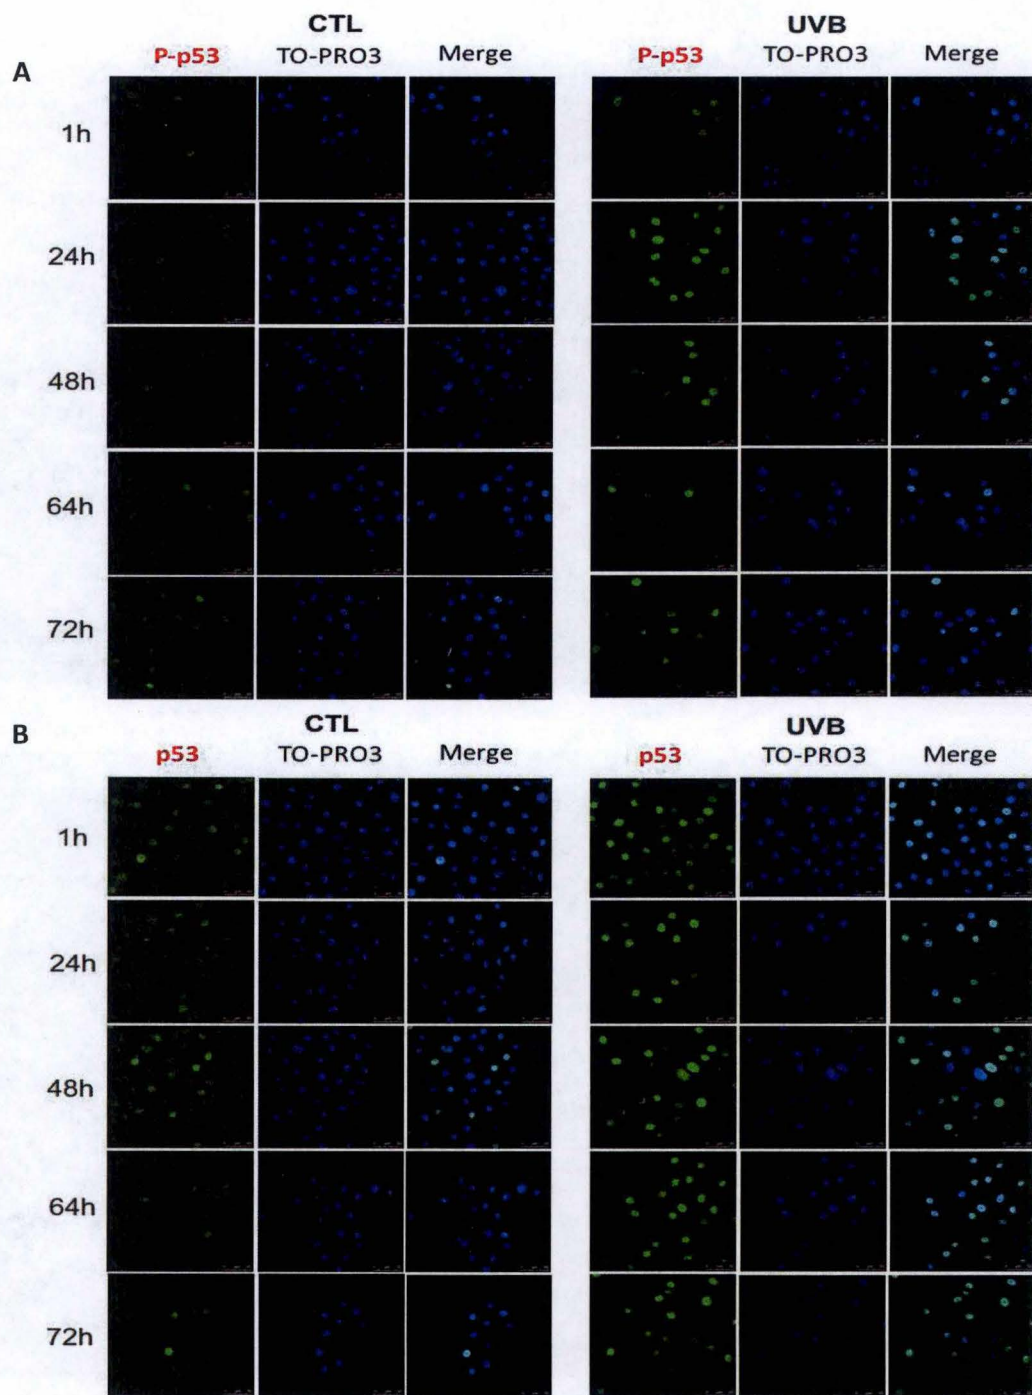 CTL UVB
P-p53 TO-PRO3 Merge P-p53 TO-PRO3 Merge
A
1h
24h
48h
64h
72h
CTL UVB
B
p53 TO-PRO3 Merge p53 TO-PRO3 Merge
1h
24h
48h
64h
72h